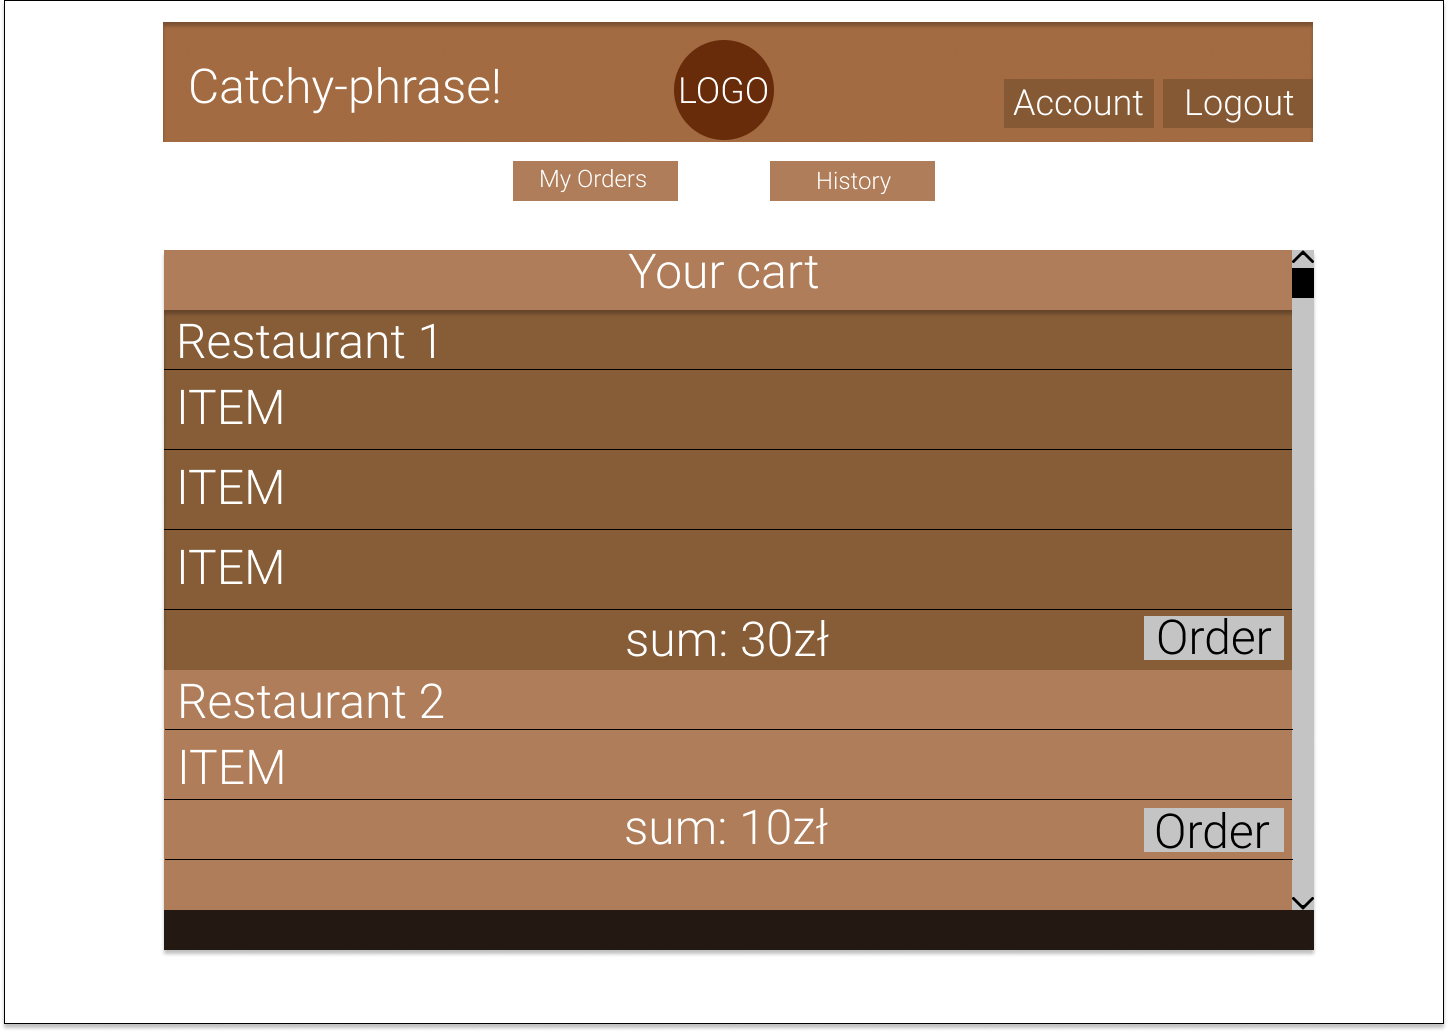 Catchy-phrase!
LOGO
Account
Logout
My Orders
History
Your cart
Restaurant 1
ITEM
ITEM
ITEM
sum: 30zł
Order
Restaurant 2
ITEM
sum: 10zł
Order